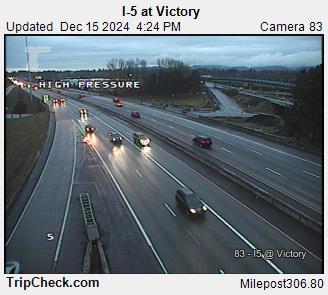 I-5 at Victory
Updated  Dec 15 2024  4:24 PM Camera 83
HIGH PRESSURE
S
83 - I5 @ Victory
TripCheck.com Milepost306.80